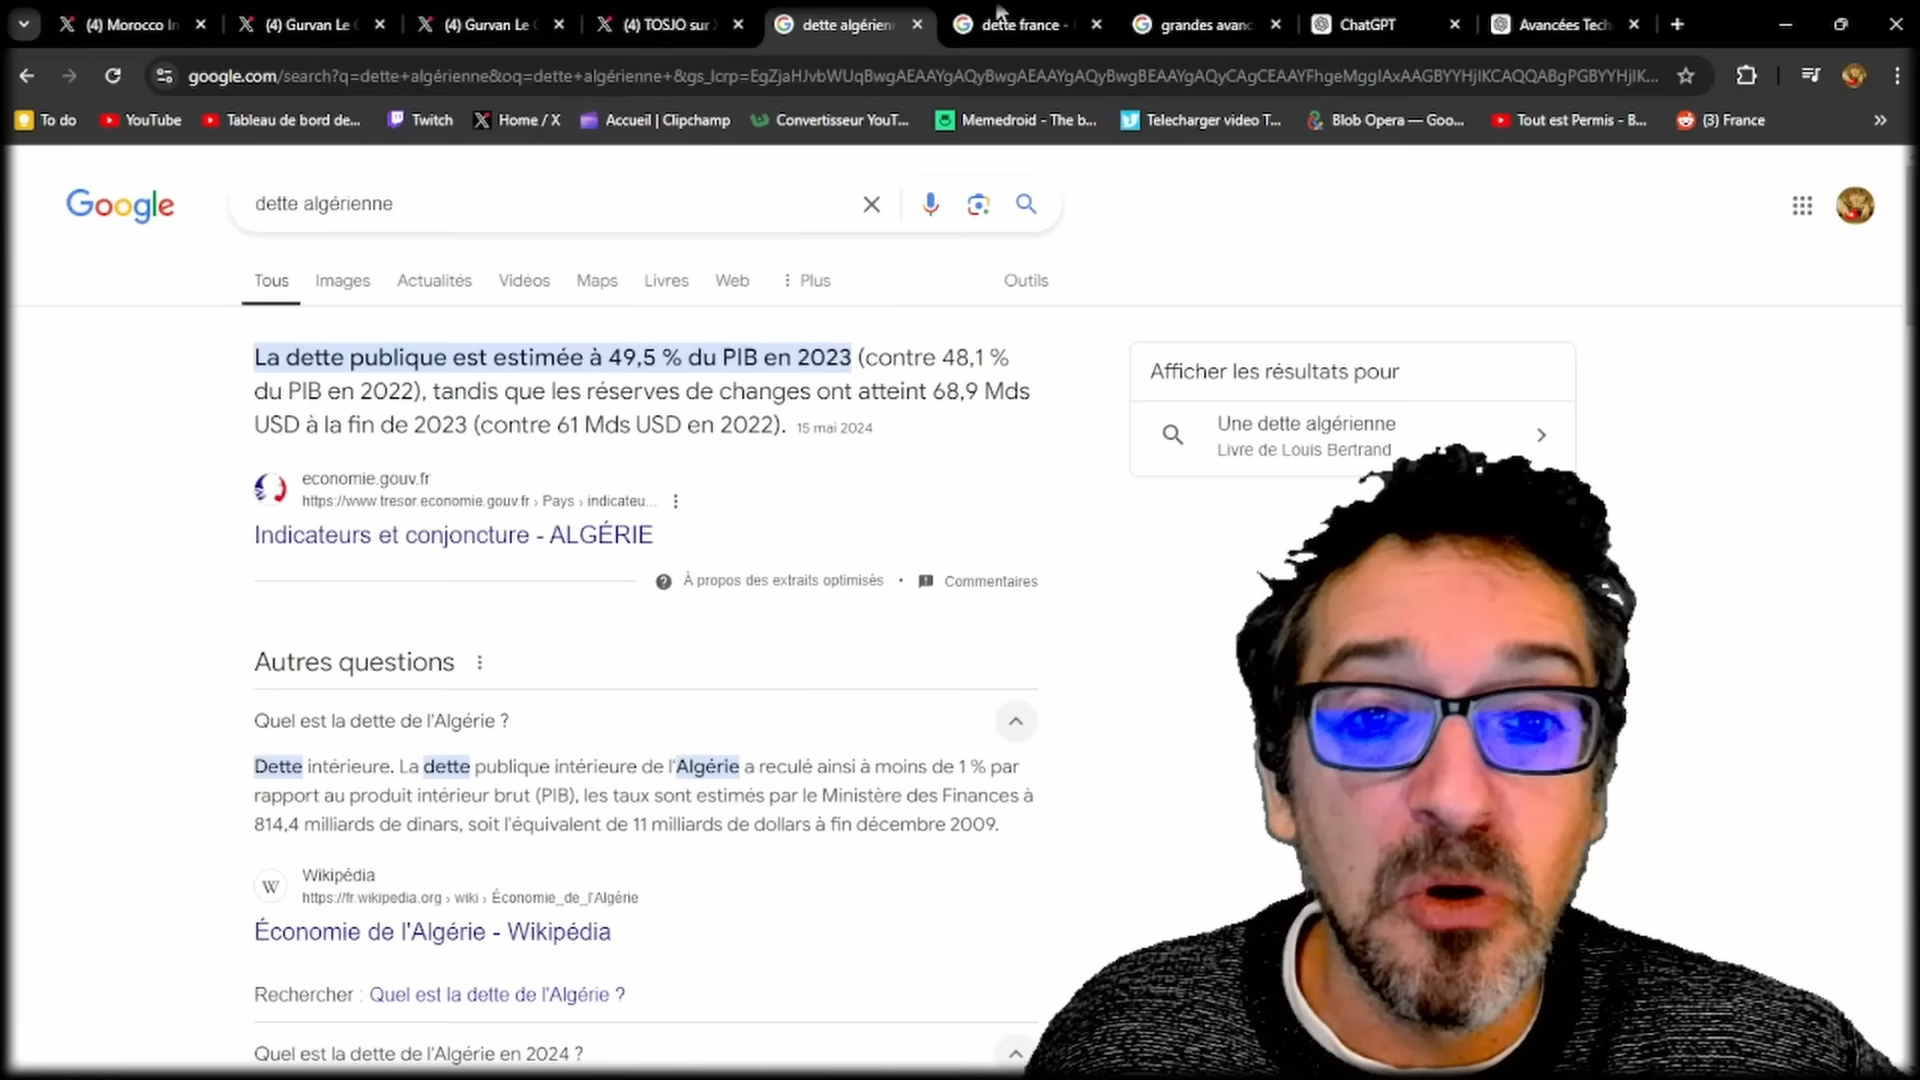 (4) Morocco In
(4) Gurvan Le
(4) Gurvan Le
(4) TOSJO sur
dette algérien
dette france -
grandes avanc
ChatGPT
Avancées Tech
google.com/search?q=dette+algérienne&oq=dette+algérienne+&gs_lcrp=EgZjaHJvbWUqBwgAEAAYgAQyBwgAEAAYgAQyBwgBEAAYgAQyCAgCEAAYFhgeMggIAxAAGBYYHjIKCAQQABgPGBYYHjIK...
To do
YouTube
Tableau de bord de...
Twitch
Home / X
Accueil | Clipchamp
Convertisseur YouT...
Memedroid - The b...
Telecharger video T...
Blob Opera — Goo...
Tout est Permis - B...
(3) France
Google
dette algérienne
Tous
Images
Actualités
Vidéos
Maps
Livres
Web
Plus
Outils
La dette publique est estimée à 49,5 % du PIB en 2023 (contre 48,1 %
du PIB en 2022), tandis que les réserves de changes ont atteint 68,9 Mds
USD à la fin de 2023 (contre 61 Mds USD en 2022). 15 mai 2024
economie.gouv.fr
https://www.tresor.economie.gouv.fr › Pays › indicateu...
Indicateurs et conjoncture - ALGÉRIE
À propos des extraits optimisés • Commentaires
Afficher les résultats pour
Une dette algérienne
Livre de Louis Bertrand
Autres questions
Quel est la dette de l'Algérie ?
Dette intérieure. La dette publique intérieure de l'Algérie a reculé ainsi à moins de 1 % par
rapport au produit intérieur brut (PIB), les taux sont estimés par le Ministère des Finances à
814,4 milliards de dinars, soit l'équivalent de 11 milliards de dollars à fin décembre 2009.
W
Wikipédia
https://fr.wikipedia.org › wiki › Économie_de_l'Algérie
Économie de l'Algérie - Wikipédia
Rechercher : Quel est la dette de l'Algérie ?
Quel est la dette de l'Algérie en 2024 ?